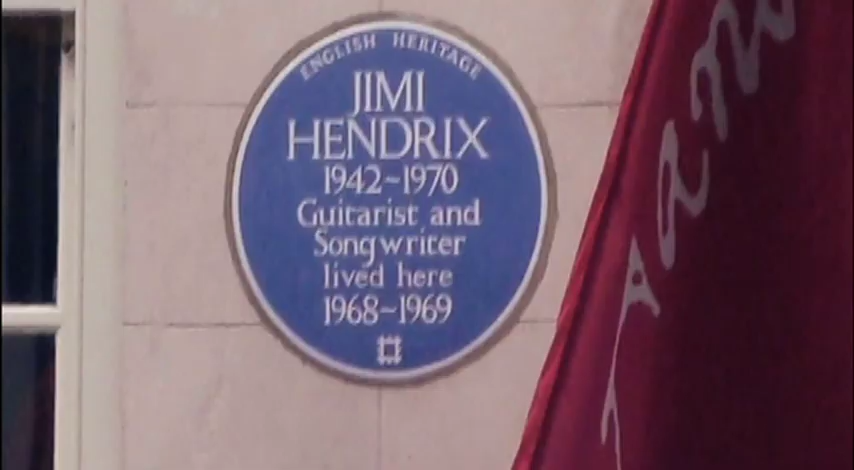 ENGLISH HERITAGE
JIMI
HENDRIX
1942~1970
Guitarist and
Songwriter
lived here
1968~1969